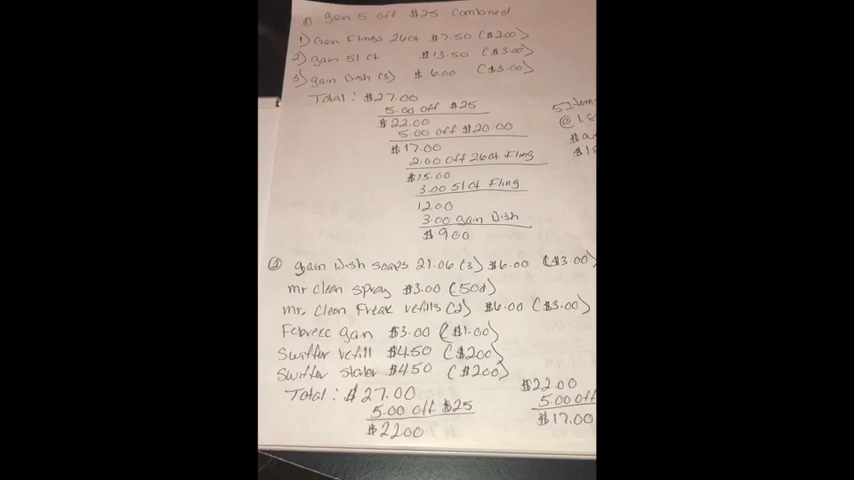 ① Gain 5 off $25 Combined
1) Gain Flings 26ct $7.50 ($2.00)
2) gain 51 ct $13.50 ($3.00)
3) gain Dish (3) $6.00 ($3.00)
Total: $27.00
5.00 off $25
$22.00
5.00 off $20.00
$17.00
2.00 off 26ct Fling
$15.00
3.00 51ct Fling
12.00
3.00 gain Dish
$9.00
5 Items
② gain Dish soaps 21.06 (3) $6.00 ($3.00)
mr clean spray $3.00 (50¢)
mr. Clean Freak refills (2) $6.00 ($3.00)
Febreze gan $3.00 ($1.00)
Swiffer refill $4.50 ($2.00)
Swiffer stater $4.50 ($2.00)
Total: $27.00
5.00 off $25
$22.00
$22.00
5.00 off
$17.00